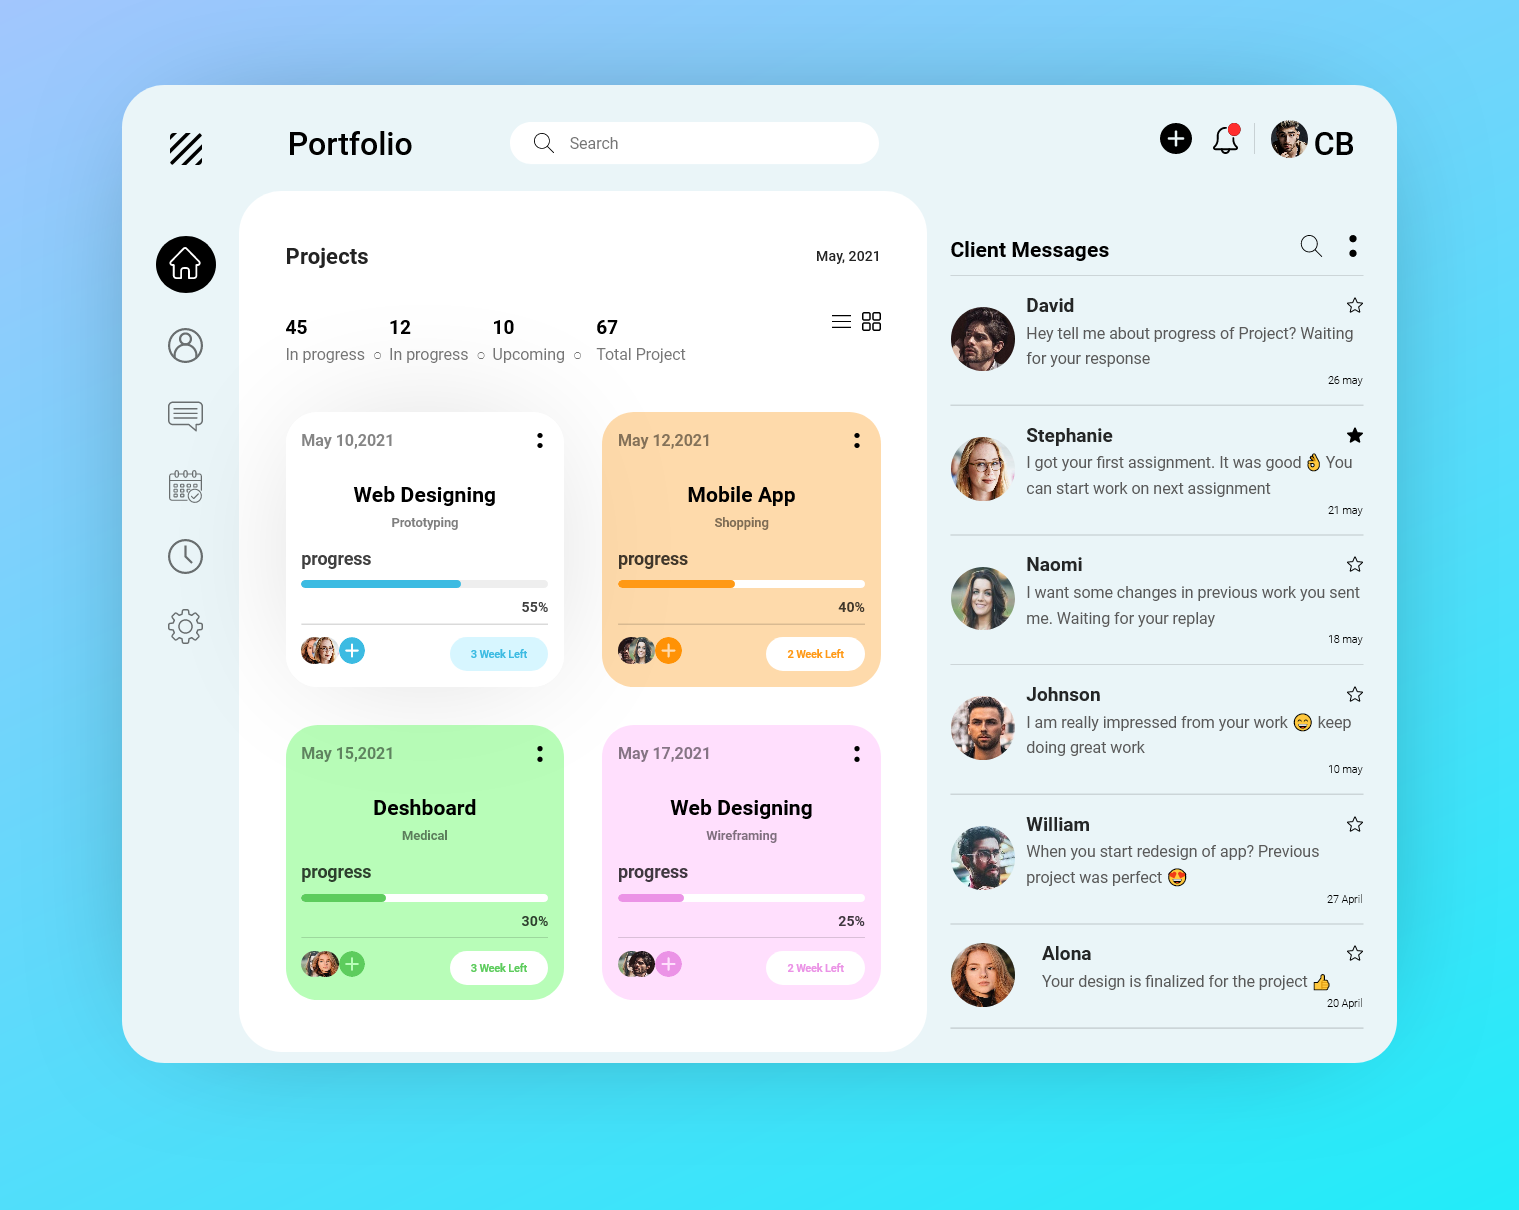 Portfolio
Search
CB
Projects
May, 2021
45
12
10
67
In progress
In progress
Upcoming
Total Project
May 10,2021
Web Designing
Prototyping
progress
55%
3 Week Left
May 12,2021
Mobile App
Shopping
progress
40%
2 Week Left
May 15,2021
Deshboard
Medical
progress
30%
3 Week Left
May 17,2021
Web Designing
Wireframing
progress
25%
2 Week Left
Client Messages
David
Hey tell me about progress of Project? Waiting
for your response
26 may
Stephanie
I got your first assignment. It was good 👌 You
can start work on next assignment
21 may
Naomi
I want some changes in previous work you sent
me. Waiting for your replay
18 may
Johnson
I am really impressed from your work 😄 keep
doing great work
10 may
William
When you start redesign of app? Previous
project was perfect 😍
27 April
Alona
Your design is finalized for the project 👍
20 April